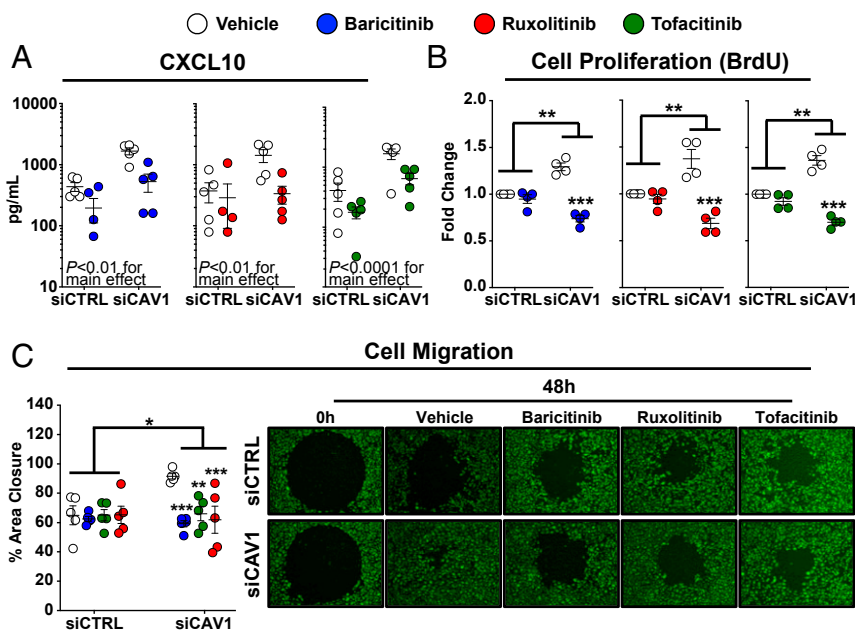 Vehicle Baricitinib Ruxolitinib Tofacitinib
A
CXCL10
pg/mL
10000
1000
100
10
P<0.01 for
main effect
P<0.01 for
main effect
P<0.0001 for
main effect
siCTRL siCAV1
siCTRL siCAV1
siCTRL siCAV1
B
Cell Proliferation (BrdU)
Fold Change
2.0
1.5
1.0
0.5
0.0
**
***
**
***
**
***
siCTRL siCAV1
siCTRL siCAV1
siCTRL siCAV1
C
Cell Migration
% Area Closure
140
120
100
80
60
40
20
0
*
***
**
***
siCTRL siCAV1
48h
0h Vehicle Baricitinib Ruxolitinib Tofacitinib
siCTRL
siCAV1